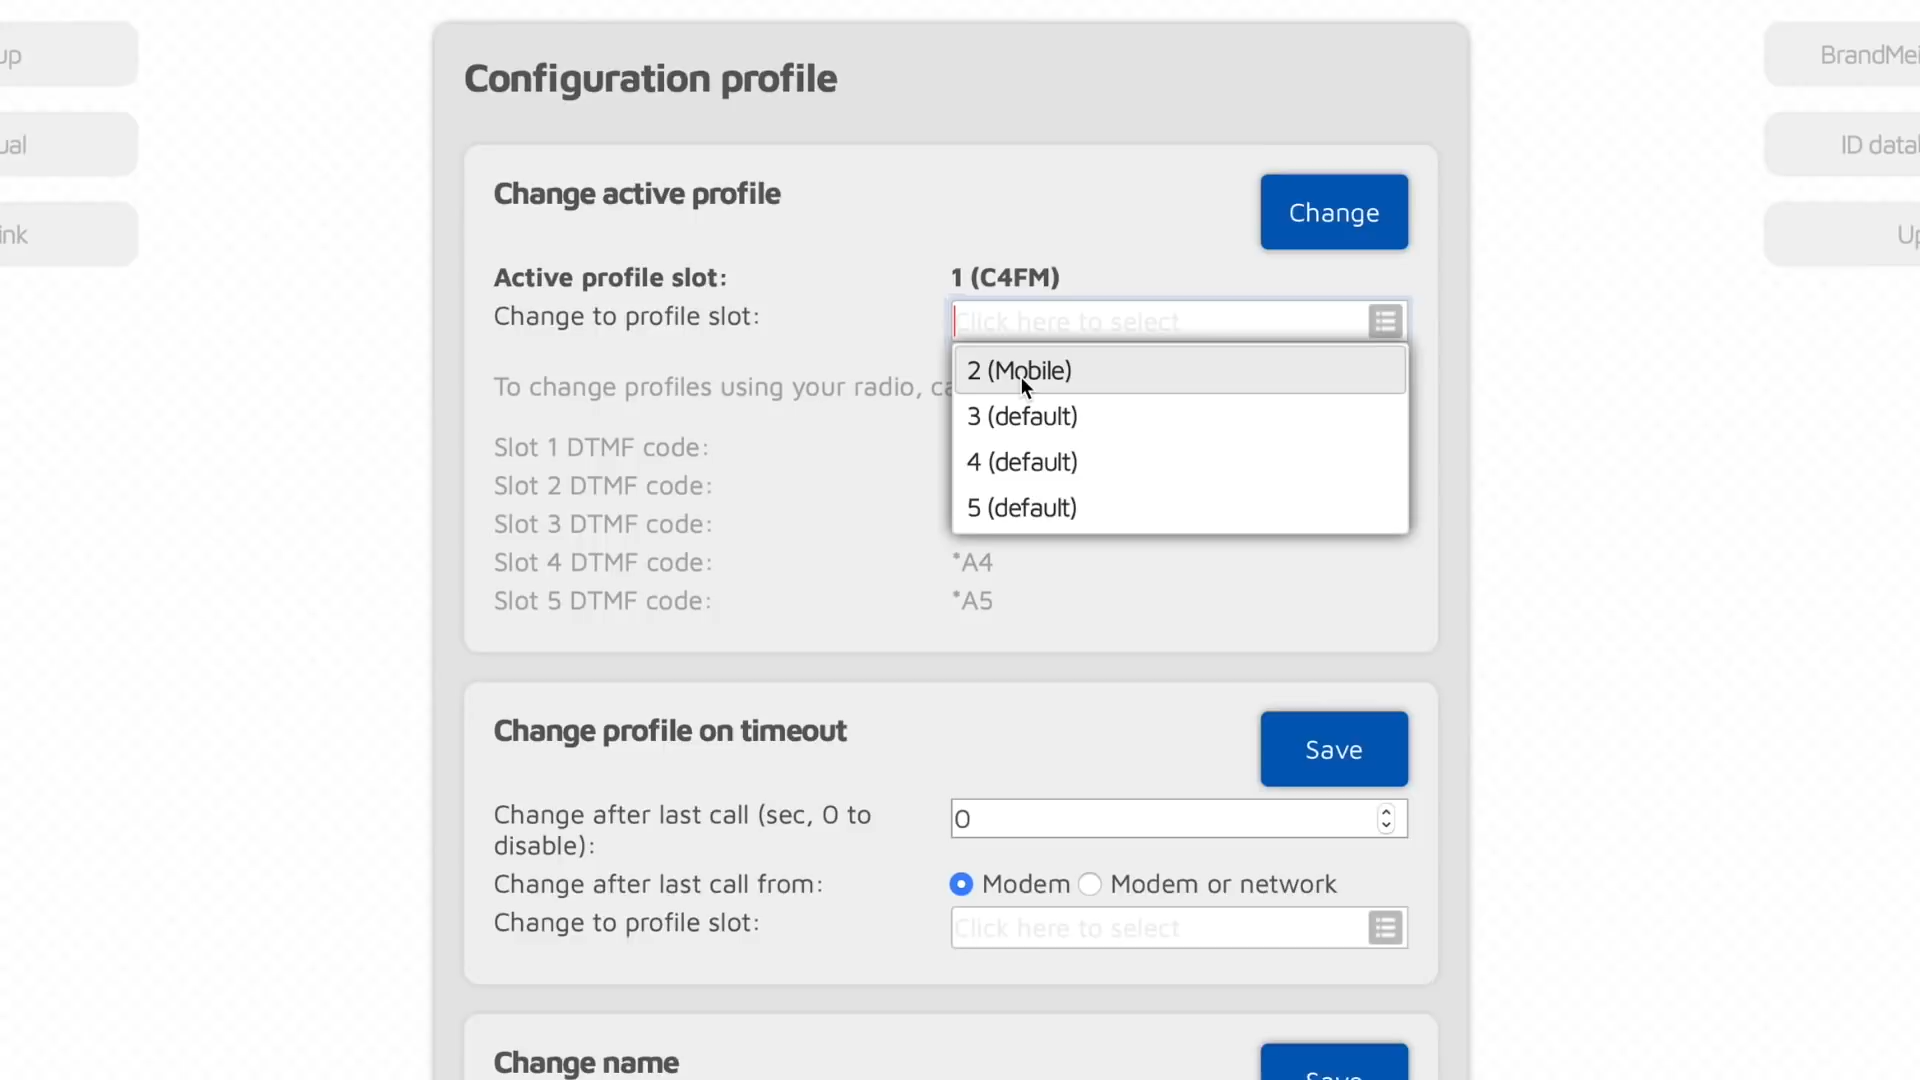 Configuration profile
Change active profile
Change
Active profile slot: 1 (C4FM)
Change to profile slot: Click here to select
2 (Mobile)
3 (default)
4 (default)
5 (default)
To change profiles using your radio,
Slot 1 DTMF code:
Slot 2 DTMF code:
Slot 3 DTMF code:
Slot 4 DTMF code: *A4
Slot 5 DTMF code: *A5
Change profile on timeout
Save
Change after last call (sec, 0 to
disable): 0
Change after last call from: Modem Modem or network
Change to profile slot: Click here to select
Change name
Save
up
ual
ink
BrandMei
ID datal
Up